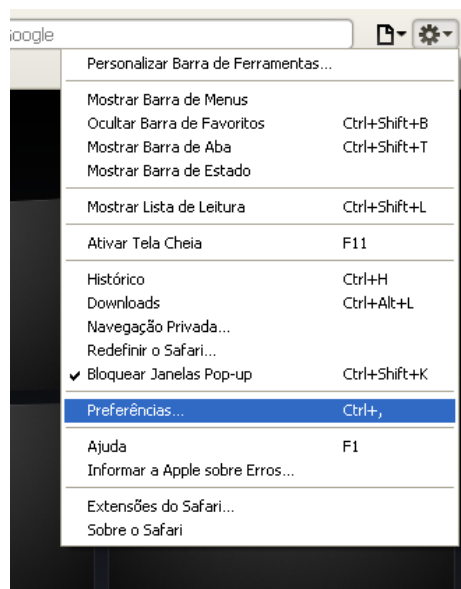 Google
Personalizar Barra de Ferramentas...
Mostrar Barra de Menus
Ocultar Barra de Favoritos Ctrl+Shift+B
Mostrar Barra de Aba Ctrl+Shift+T
Mostrar Barra de Estado
Mostrar Lista de Leitura Ctrl+Shift+L
Ativar Tela Cheia F11
Histórico Ctrl+H
Downloads Ctrl+Alt+L
Navegação Privada...
Redefinir o Safari...
Bloquear Janelas Pop-up Ctrl+Shift+K
Preferências... Ctrl+,
Ajuda F1
Informar a Apple sobre Erros...
Extensões do Safari...
Sobre o Safari